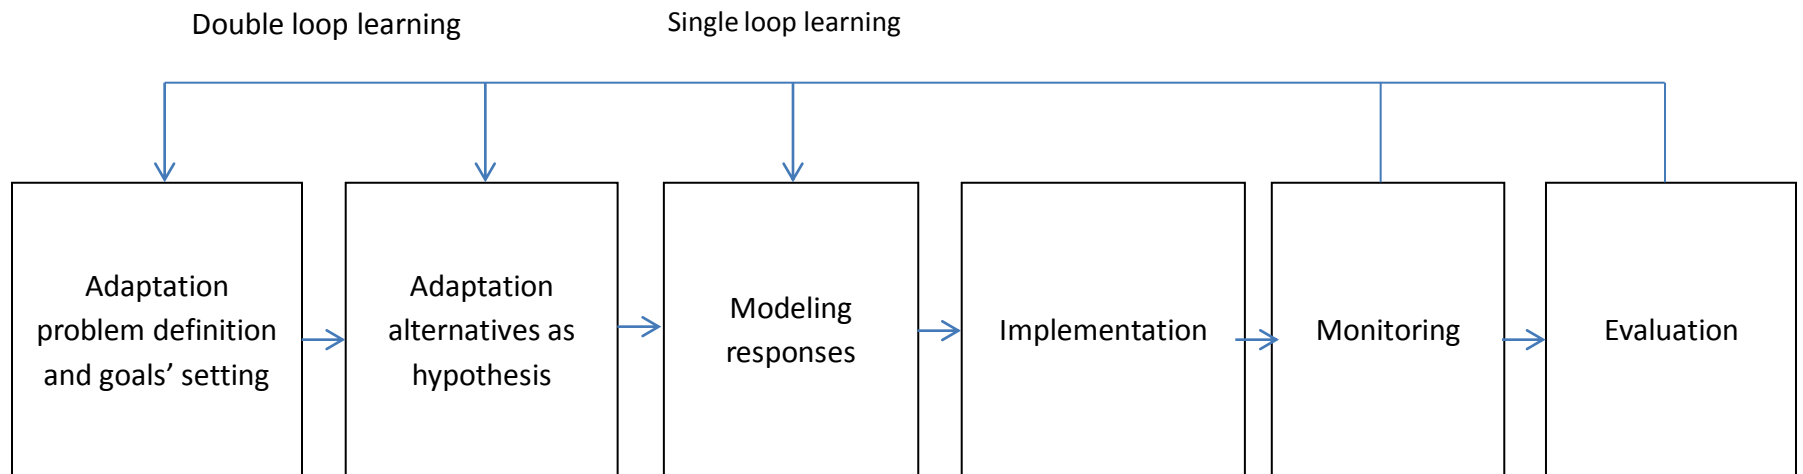 Double loop learning
Single loop learning
Adaptation
problem definition
and goals’ setting
Adaptation
alternatives as
hypothesis
Modeling
responses
Implementation
Monitoring
Evaluation